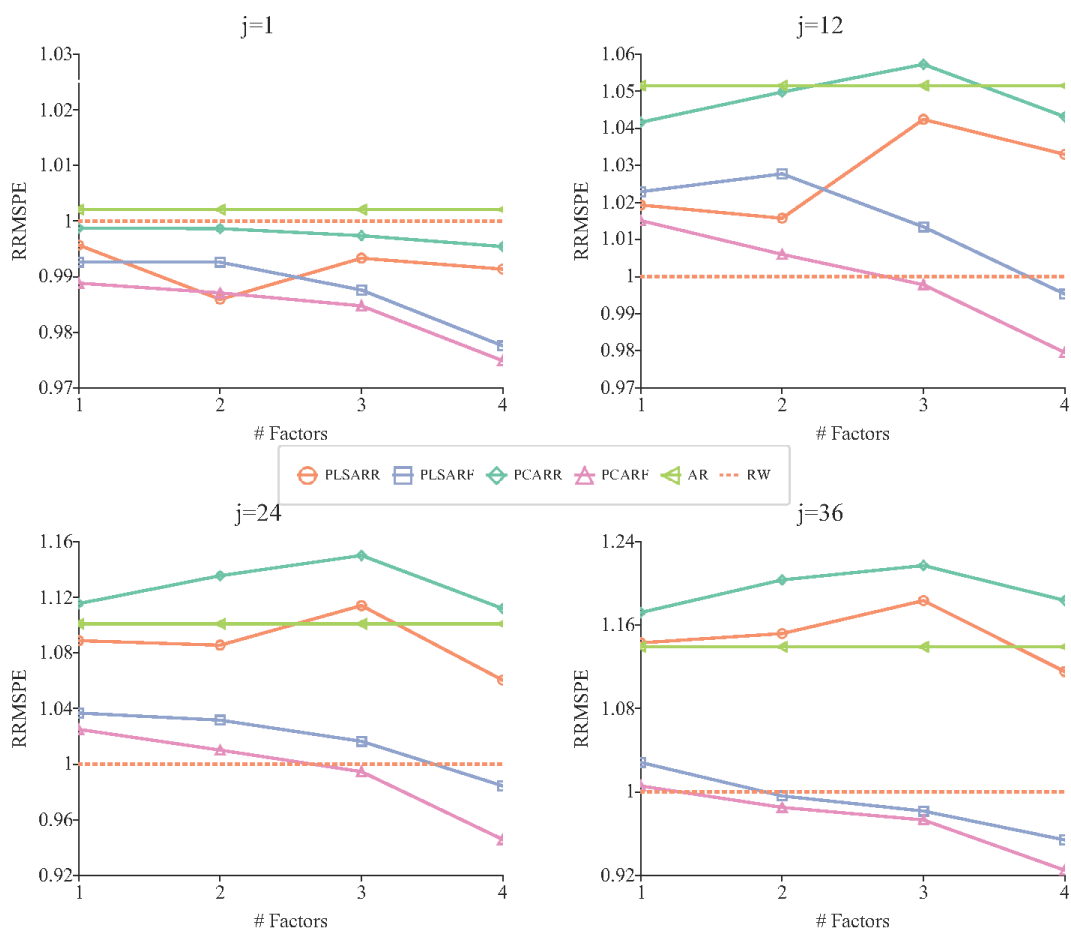 j=1
1.03
1.02
1.01
1
0.99
0.98
0.97
RRMSPE
1 2 3 4
# Factors
j=12
1.06
1.05
1.04
1.03
1.02
1.01
1
0.99
0.98
0.97
RRMSPE
1 2 3 4
# Factors
PLSARR PLSARF PCARR PCARF AR RW
j=24
1.16
1.12
1.08
1.04
1
0.96
0.92
RRMSPE
1 2 3 4
# Factors
j=36
1.24
1.16
1.08
1
0.92
RRMSPE
1 2 3 4
# Factors